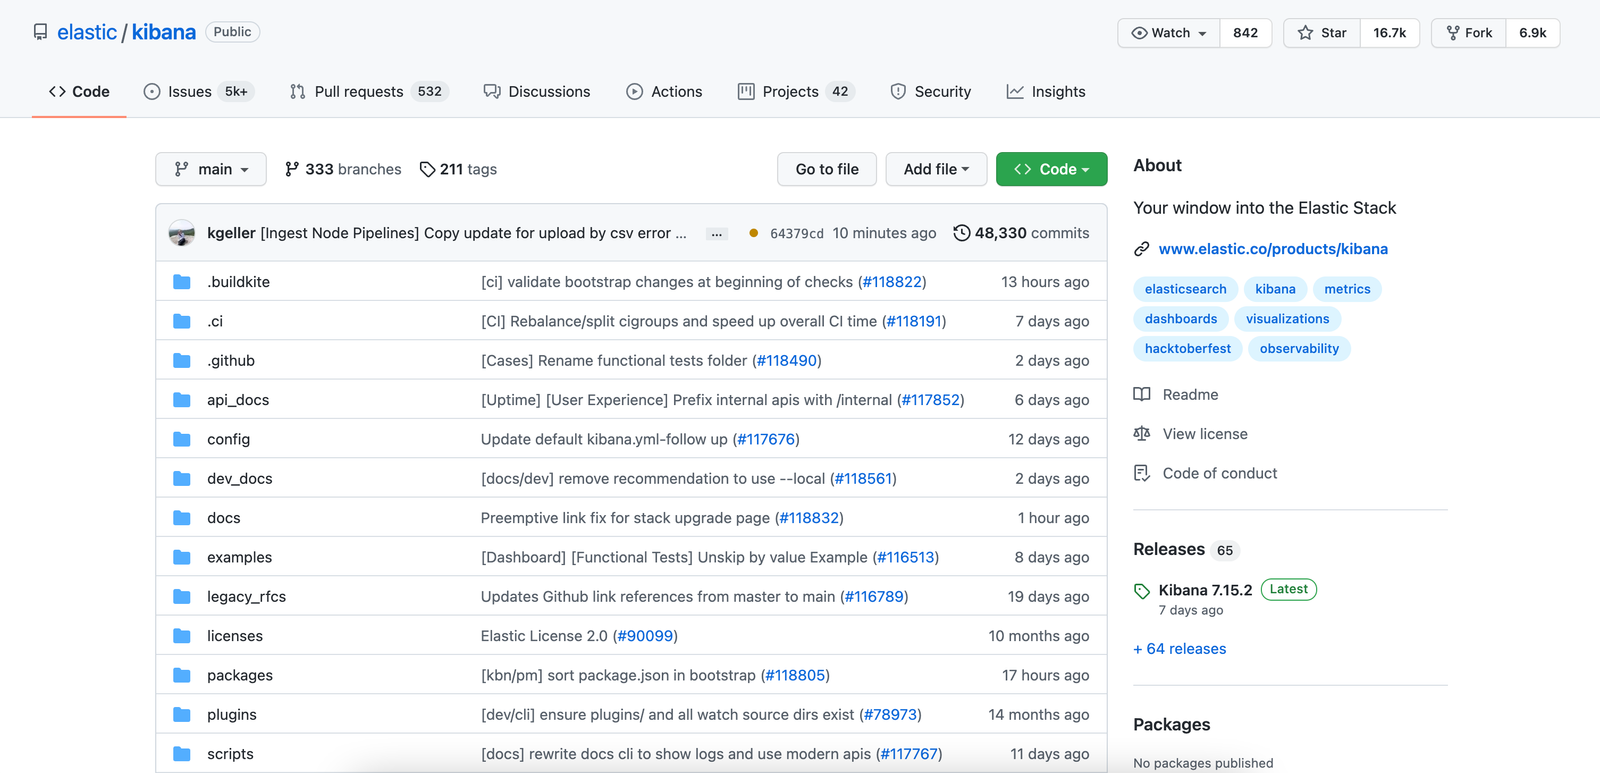 elastic / kibana Public
Watch 842 Star 16.7k Fork 6.9k
Code Issues 5k+ Pull requests 532 Discussions Actions Projects 42 Security Insights
main 333 branches 211 tags Go to file Add file Code
kgeller [Ingest Node Pipelines] Copy update for upload by csv error ... ... 64379cd 10 minutes ago 48,330 commits
.buildkite [ci] validate bootstrap changes at beginning of checks (#118822) 13 hours ago
.ci [CI] Rebalance/split cigroups and speed up overall CI time (#118191) 7 days ago
.github [Cases] Rename functional tests folder (#118490) 2 days ago
api_docs [Uptime] [User Experience] Prefix internal apis with /internal (#117852) 6 days ago
config Update default kibana.yml-follow up (#117676) 12 days ago
dev_docs [docs/dev] remove recommendation to use --local (#118561) 2 days ago
docs Preemptive link fix for stack upgrade page (#118832) 1 hour ago
examples [Dashboard] [Functional Tests] Unskip by value Example (#116513) 8 days ago
legacy_rfcs Updates Github link references from master to main (#116789) 19 days ago
licenses Elastic License 2.0 (#90099) 10 months ago
packages [kbn/pm] sort package.json in bootstrap (#118805) 17 hours ago
plugins [dev/cli] ensure plugins/ and all watch source dirs exist (#78973) 14 months ago
scripts [docs] rewrite docs cli to show logs and use modern apis (#117767) 11 days ago
About
Your window into the Elastic Stack
www.elastic.co/products/kibana
elasticsearch kibana metrics
dashboards visualizations
hacktoberfest observability
Readme
View license
Code of conduct
Releases 65
Kibana 7.15.2 Latest
7 days ago
+ 64 releases
Packages
No packages published